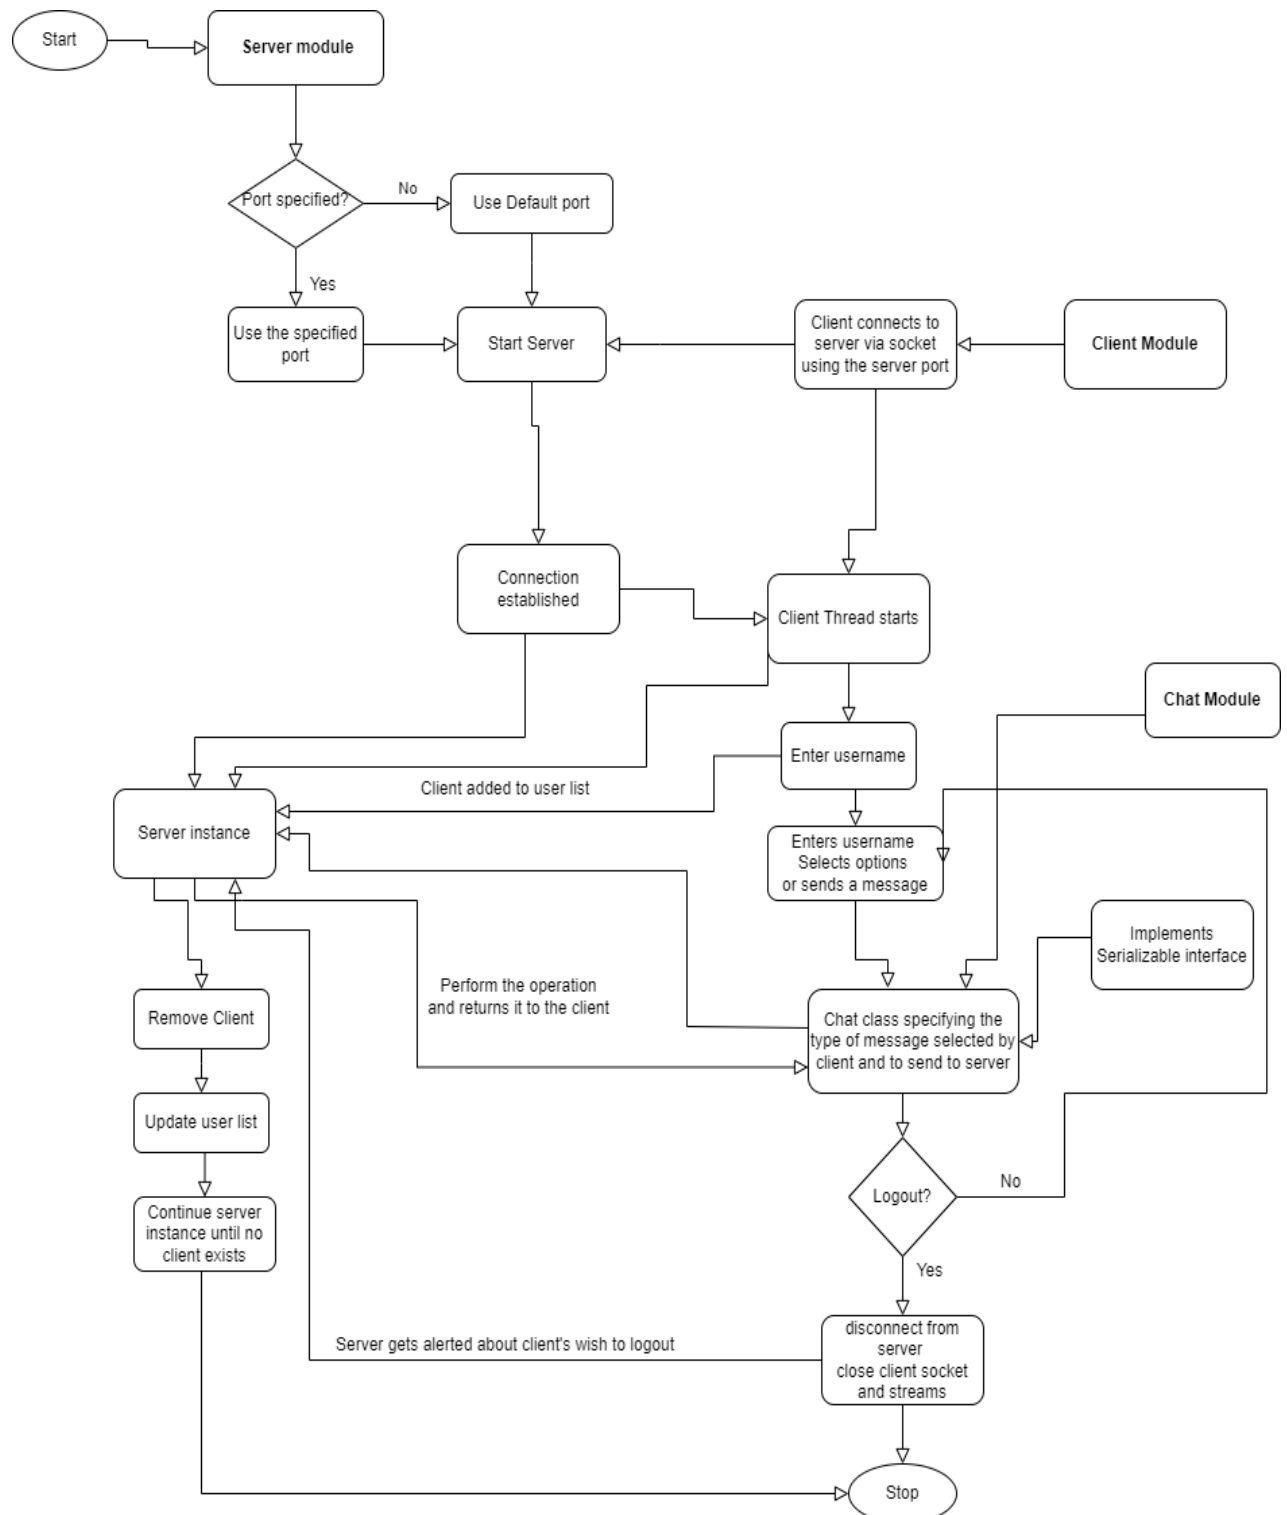 Start
Server module
Port specified?
No
Use Default port
Yes
Use the specified
port
Start Server
Client connects to
server via socket
using the server port
Client Module
Connection
established
Client Thread starts
Chat Module
Enter username
Client added to user list
Server instance
Enters username
Selects options
or sends a message
Implements
Serializable interface
Perform the operation
and returns it to the client
Remove Client
Chat class specifying the
type of message selected by
client and to send to server
Update user list
Logout?
No
Continue server
instance until no
client exists
Yes
Server gets alerted about client's wish to logout
disconnect from
server
close client socket
and streams
Stop